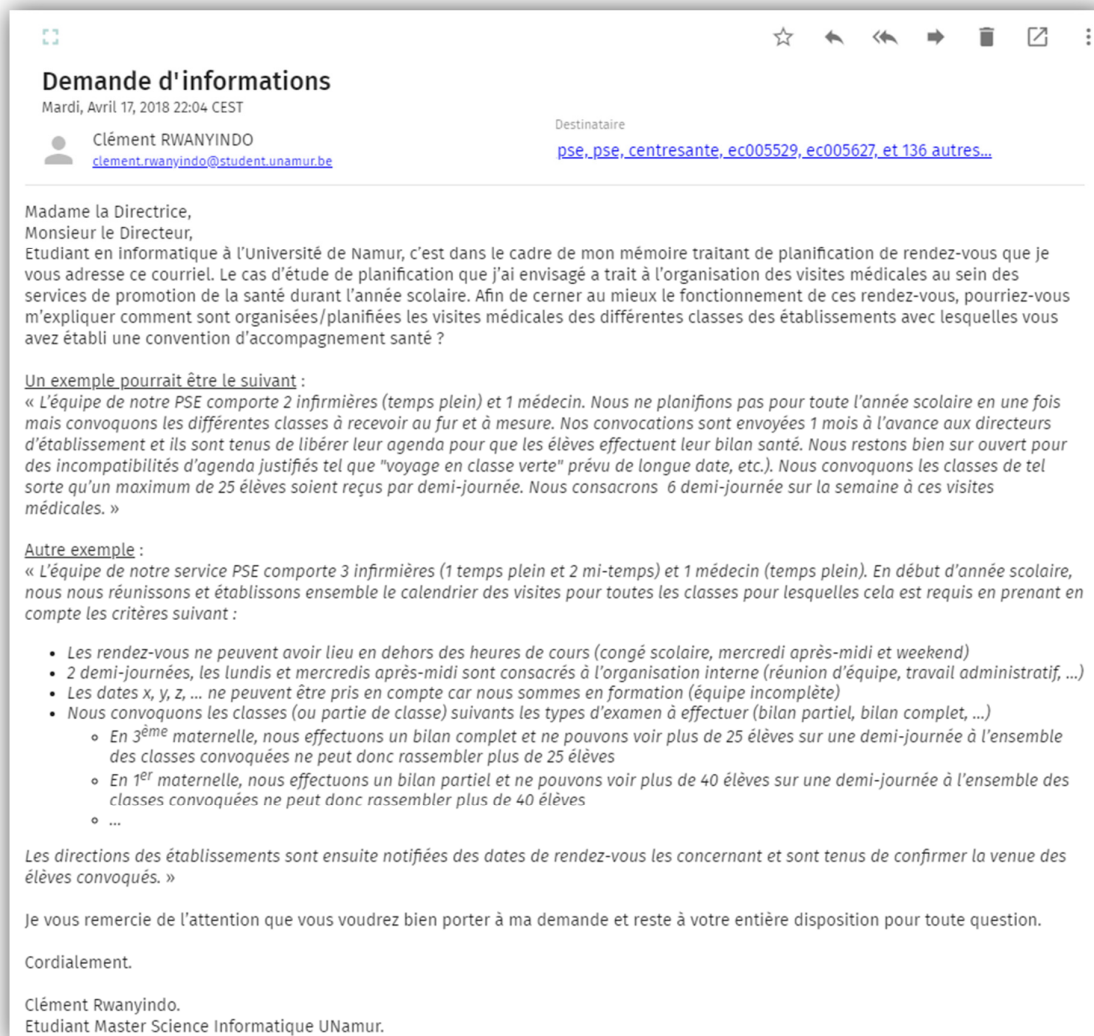 Demande d'informations
Mardi, Avril 17, 2018 22:04 CEST
Clément RWANYINDO
clement.rwanyindo@student.unamur.be
Destinataire
pse, pse, centresante, ec005529, ec005627, et 136 autres...
Madame la Directrice,
Monsieur le Directeur,
Etudiant en informatique à l'Université de Namur, c'est dans le cadre de mon mémoire traitant de planification de rendez-vous que je
vous adresse ce courriel. Le cas d'étude de planification que j'ai envisagé a trait à l'organisation des visites médicales au sein des
services de promotion de la santé durant l'année scolaire. Afin de cerner au mieux le fonctionnement de ces rendez-vous, pourriez-vous
m'expliquer comment sont organisées/planifiées les visites médicales des différentes classes des établissements avec lesquelles vous
avez établi une convention d'accompagnement santé ?
Un exemple pourrait être le suivant :
« L'équipe de notre PSE comporte 2 infirmières (temps plein) et 1 médecin. Nous ne planifions pas pour toute l'année scolaire en une fois
mais convoquons les différentes classes à recevoir au fur et à mesure. Nos convocations sont envoyées 1 mois à l'avance aux directeurs
d'établissement et ils sont tenus de libérer leur agenda pour que les élèves effectuent leur bilan santé. Nous restons bien sur ouvert pour
des incompatibilités d'agenda justifiés tel que "voyage en classe verte" prévu de longue date, etc.). Nous convoquons les classes de tel
sorte qu'un maximum de 25 élèves soient reçus par demi-journée. Nous consacrons 6 demi-journée sur la semaine à ces visites
médicales. »
Autre exemple :
« L'équipe de notre service PSE comporte 3 infirmières (1 temps plein et 2 mi-temps) et 1 médecin (temps plein). En début d'année scolaire,
nous nous réunissons et établissons ensemble le calendrier des visites pour toutes les classes pour lesquelles cela est requis en prenant en
compte les critères suivant :
• Les rendez-vous ne peuvent avoir lieu en dehors des heures de cours (congé scolaire, mercredi après-midi et weekend)
• 2 demi-journées, les lundis et mercredis après-midi sont consacrés à l'organisation interne (réunion d'équipe, travail administratif, ...)
• Les dates x, y, z, ... ne peuvent être pris en compte car nous sommes en formation (équipe incomplète)
• Nous convoquons les classes (ou partie de classe) suivants les types d'examen à effectuer (bilan partiel, bilan complet, ...)
◦ En 3ème maternelle, nous effectuons un bilan complet et ne pouvons voir plus de 25 élèves sur une demi-journée à l'ensemble
des classes convoquées ne peut donc rassembler plus de 25 élèves
◦ En 1er maternelle, nous effectuons un bilan partiel et ne pouvons voir plus de 40 élèves sur une demi-journée à l'ensemble des
classes convoquées ne peut donc rassembler plus de 40 élèves
◦ ...
Les directions des établissements sont ensuite notifiées des dates de rendez-vous les concernant et sont tenus de confirmer la venue des
élèves convoqués. »
Je vous remercie de l'attention que vous voudrez bien porter à ma demande et reste à votre entière disposition pour toute question.
Cordialement.
Clément Rwanyindo.
Etudiant Master Science Informatique UNamur.